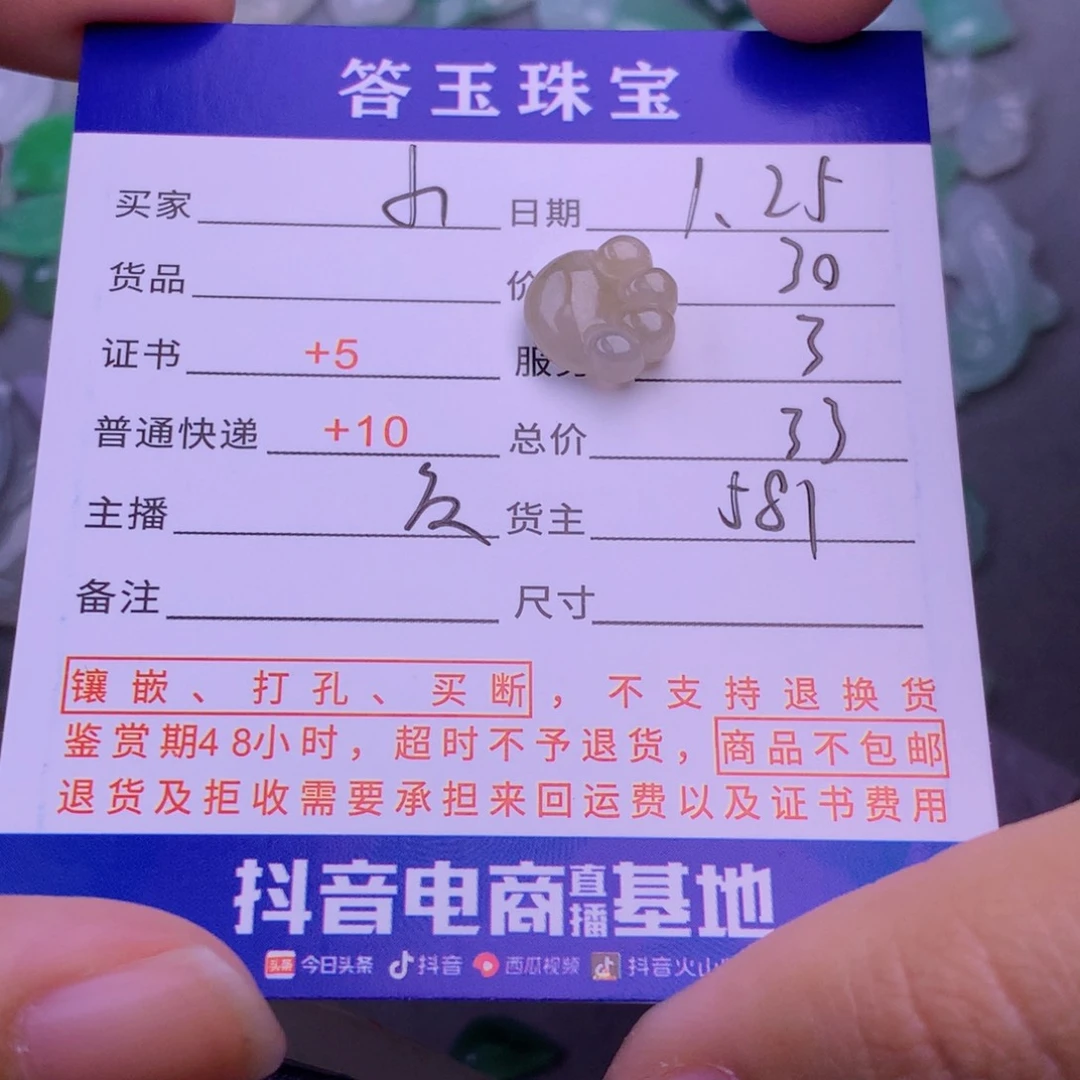 答玉珠宝
买家 日期 1、25
货品 价 30
证书 +5 服务 3
普通快递 +10 总价 33
主播 货主 581
备注 尺寸
镶嵌、打孔、买断，不支持退换货
鉴赏期48小时，超时不予退货，商品不包邮
退货及拒收需要承担来回运费以及证书费用
抖音电商直播基地
头条 今日头条 抖音 西瓜视频 抖音火山